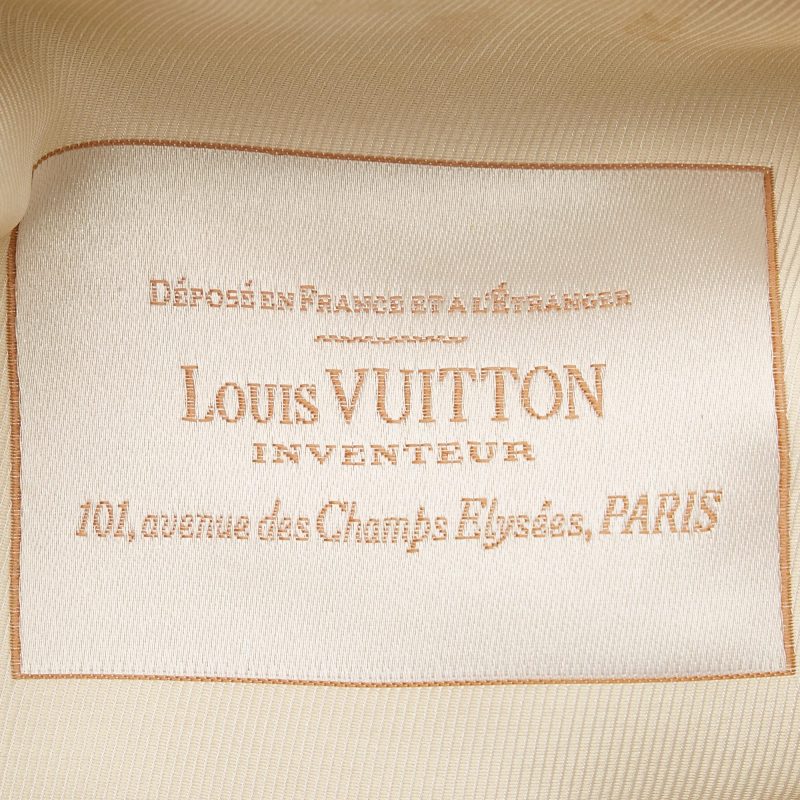 DÉPOSÉ EN FRANCE ET A L'ÉTRANGER
LOUIS VUITTON
INVENTEUR
101, avenue des Champs Elysées, PARIS